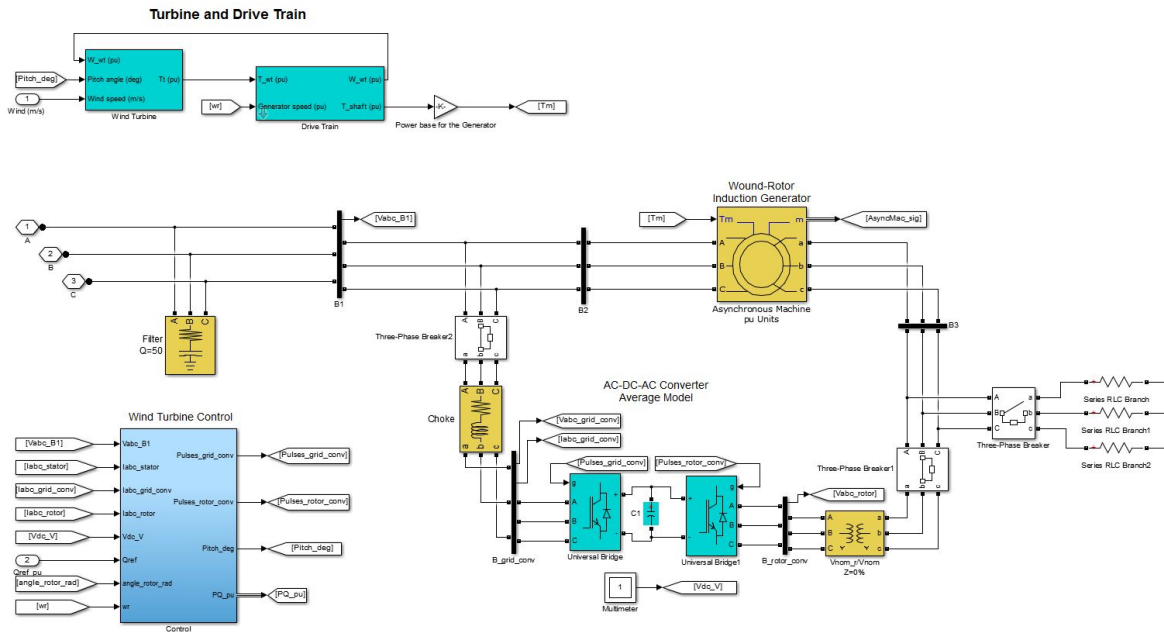 Turbine and Drive Train
W_wt (pu)
Pitch angle (deg)
Tt (pu)
Wind speed (m/s)
[Pitch_deg]
1
Wind (m/s)
Wind Turbine
T_wt (pu)
W_wt (pu)
Generator speed (pu)
T_shaft (pu)
[wr]
Drive Train
-K-
Power base for the Generator
[Tm]
1
A
2
B
3
C
[Vabc_B1]
B1
B2
Wound-Rotor
Induction Generator
[Tm]
Tm
m
[AsyncMac_sig]
A
a
B
b
C
c
Asynchronous Machine
pu Units
B3
A
B
C
Filter
Q=50
Three-Phase Breaker2
A
B
C
a
b
c
Choke
A
B
C
a
b
c
AC-DC-AC Converter
Average Model
[Vabc_grid_conv]
[Iabc_grid_conv]
[Pulses_grid_conv]
[Pulses_rotor_conv]
g
A
B
C
+
-
Universal Bridge
C1
+
-
g
A
B
C
Universal Bridge1
B_grid_conv
B_rotor_conv
[Vabc_rotor]
A
a
B
b
C
c
Y
Y
Vnom_r/Vnom
Z=0%
Three-Phase Breaker1
A
B
C
a
b
c
A
a
B
b
C
c
Three-Phase Breaker
Series RLC Branch
Series RLC Branch1
Series RLC Branch2
1
Multimeter
[Vdc_V]
Wind Turbine Control
[Vabc_B1]
[Iabc_stator]
[Iabc_grid_conv]
[Iabc_rotor]
[Vdc_V]
2
Qref_pu
[angle_rotor_rad]
[wr]
Vabc_B1
Iabc_stator
Iabc_grid_conv
Iabc_rotor
Vdc_V
Qref
angle_rotor_rad
wr
Pulses_grid_conv
Pulses_rotor_conv
Pitch_deg
PQ_pu
[Pulses_grid_conv]
[Pulses_rotor_conv]
[Pitch_deg]
[PQ_pu]
Control